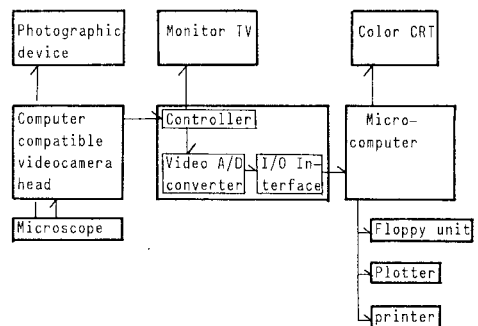 Photographic
device
Monitor TV
Color CRT
Computer
compatible
videocamera
head
Controller
Video A/D
converter
I/O In-
terface
Micro-
computer
Microscope
Floppy unit
Plotter
printer